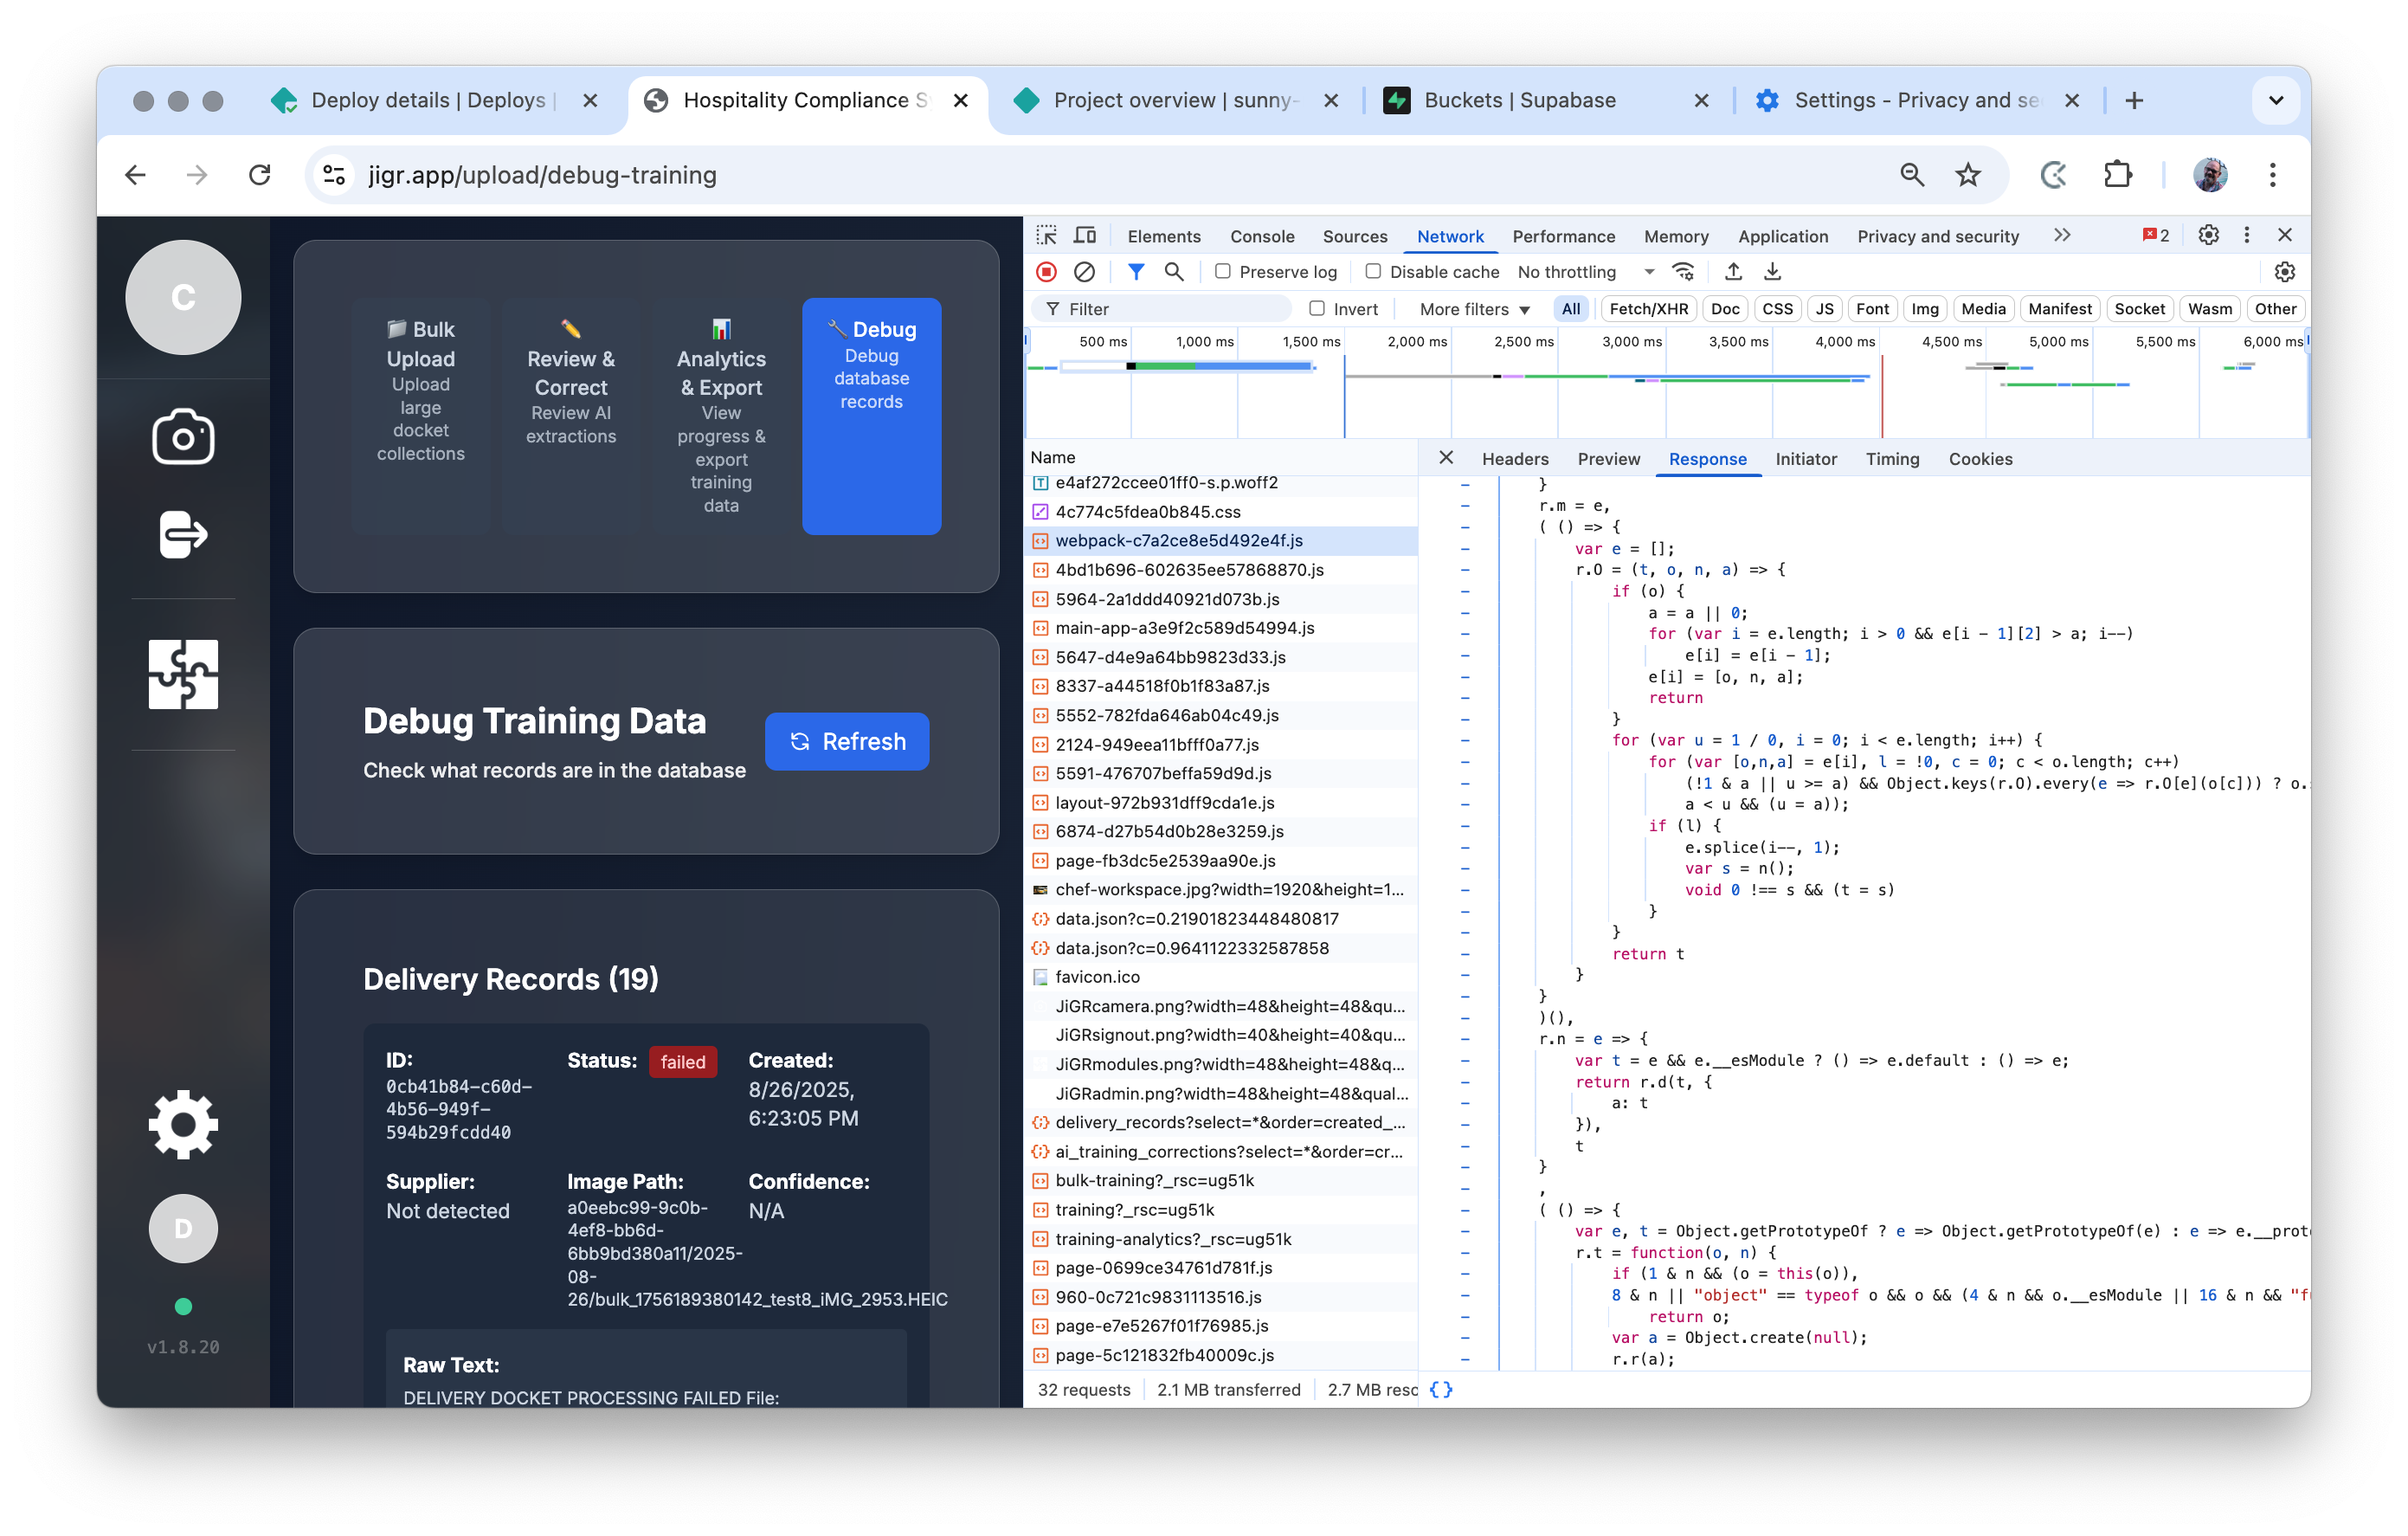 Deploy details | Deploys |
Hospitality Compliance S
Project overview | sunny-
Buckets | Supabase
Settings - Privacy and se
jigr.app/upload/debug-training
C
Bulk
Upload
Upload
large
docket
collections
Review &
Correct
Review AI
extractions
Analytics
& Export
View
progress &
export
training
data
Debug
Debug
database
records
Debug Training Data
Check what records are in the database
Refresh
Delivery Records (19)
ID:
0cb41b84-c60d-
4b56-949f-
594b29fcdd40
Status: failed
Created:
8/26/2025,
6:23:05 PM
Supplier:
Not detected
Image Path:
a0eebc99-9c0b-
4ef8-bb6d-
6bb9bd380a11/2025-
08-
26/bulk_1756189380142_test8_iMG_2953.HEIC
Confidence:
N/A
Raw Text:
DELIVERY DOCKET PROCESSING FAILED File:
D
v1.8.20
Elements Console Sources Network Performance Memory Application Privacy and security 2
Preserve log Disable cache No throttling
Filter Invert More filters All Fetch/XHR Doc CSS JS Font Img Media Manifest Socket Wasm Other
500 ms 1,000 ms 1,500 ms 2,000 ms 2,500 ms 3,000 ms 3,500 ms 4,000 ms 4,500 ms 5,000 ms 5,500 ms 6,000 ms
Name
e4af272ccee01ff0-s.p.woff2
4c774c5fdea0b845.css
webpack-c7a2ce8e5d492e4f.js
4bd1b696-602635ee57868870.js
5964-2a1ddd40921d073b.js
main-app-a3e9f2c589d54994.js
5647-d4e9a64bb9823d33.js
8337-a44518f0b1f83a87.js
5552-782fda646ab04c49.js
2124-949eea11bfff0a77.js
5591-476707beffa59d9d.js
layout-972b931dff9cda1e.js
6874-d27b54d0b28e3259.js
page-fb3dc5e2539aa90e.js
chef-workspace.jpg?width=1920&height=1...
data.json?c=0.21901823448480817
data.json?c=0.9641122332587858
favicon.ico
JiGRcamera.png?width=48&height=48&qu...
JiGRsignout.png?width=40&height=40&qu...
JiGRmodules.png?width=48&height=48&q...
JiGRadmin.png?width=48&height=48&qual...
delivery_records?select=*&order=created_...
ai_training_corrections?select=*&order=cr...
bulk-training?_rsc=ug51k
training?_rsc=ug51k
training-analytics?_rsc=ug51k
page-0699ce34761d781f.js
960-0c721c9831113516.js
page-e7e5267f01f76985.js
page-5c121832fb40009c.js
32 requests 2.1 MB transferred 2.7 MB reso
Headers Preview Response Initiator Timing Cookies
}
r.m = e,
( () => {
var e = [];
r.O = (t, o, n, a) => {
if (o) {
a = a || 0;
for (var i = e.length; i > 0 && e[i - 1][2] > a; i--)
e[i] = e[i - 1];
e[i] = [o, n, a];
return
}
for (var u = 1 / 0, i = 0; i < e.length; i++) {
for (var [o,n,a] = e[i], l = !0, c = 0; c < o.length; c++)
(!1 & a || u >= a) && Object.keys(r.O).every(e => r.O[e](o[c])) ? o.
a < u && (u = a));
if (l) {
e.splice(i--, 1);
var s = n();
void 0 !== s && (t = s)
}
}
return t
}
}
)(),
r.n = e => {
var t = e && e.__esModule ? () => e.default : () => e;
return r.d(t, {
a: t
}),
t
}
,
( () => {
var e, t = Object.getPrototypeOf ? e => Object.getPrototypeOf(e) : e => e.__proto
r.t = function(o, n) {
if (1 & n && (o = this(o)),
8 & n || "object" == typeof o && o && (4 & n && o.__esModule || 16 & n && "f
return o;
var a = Object.create(null);
r.r(a);